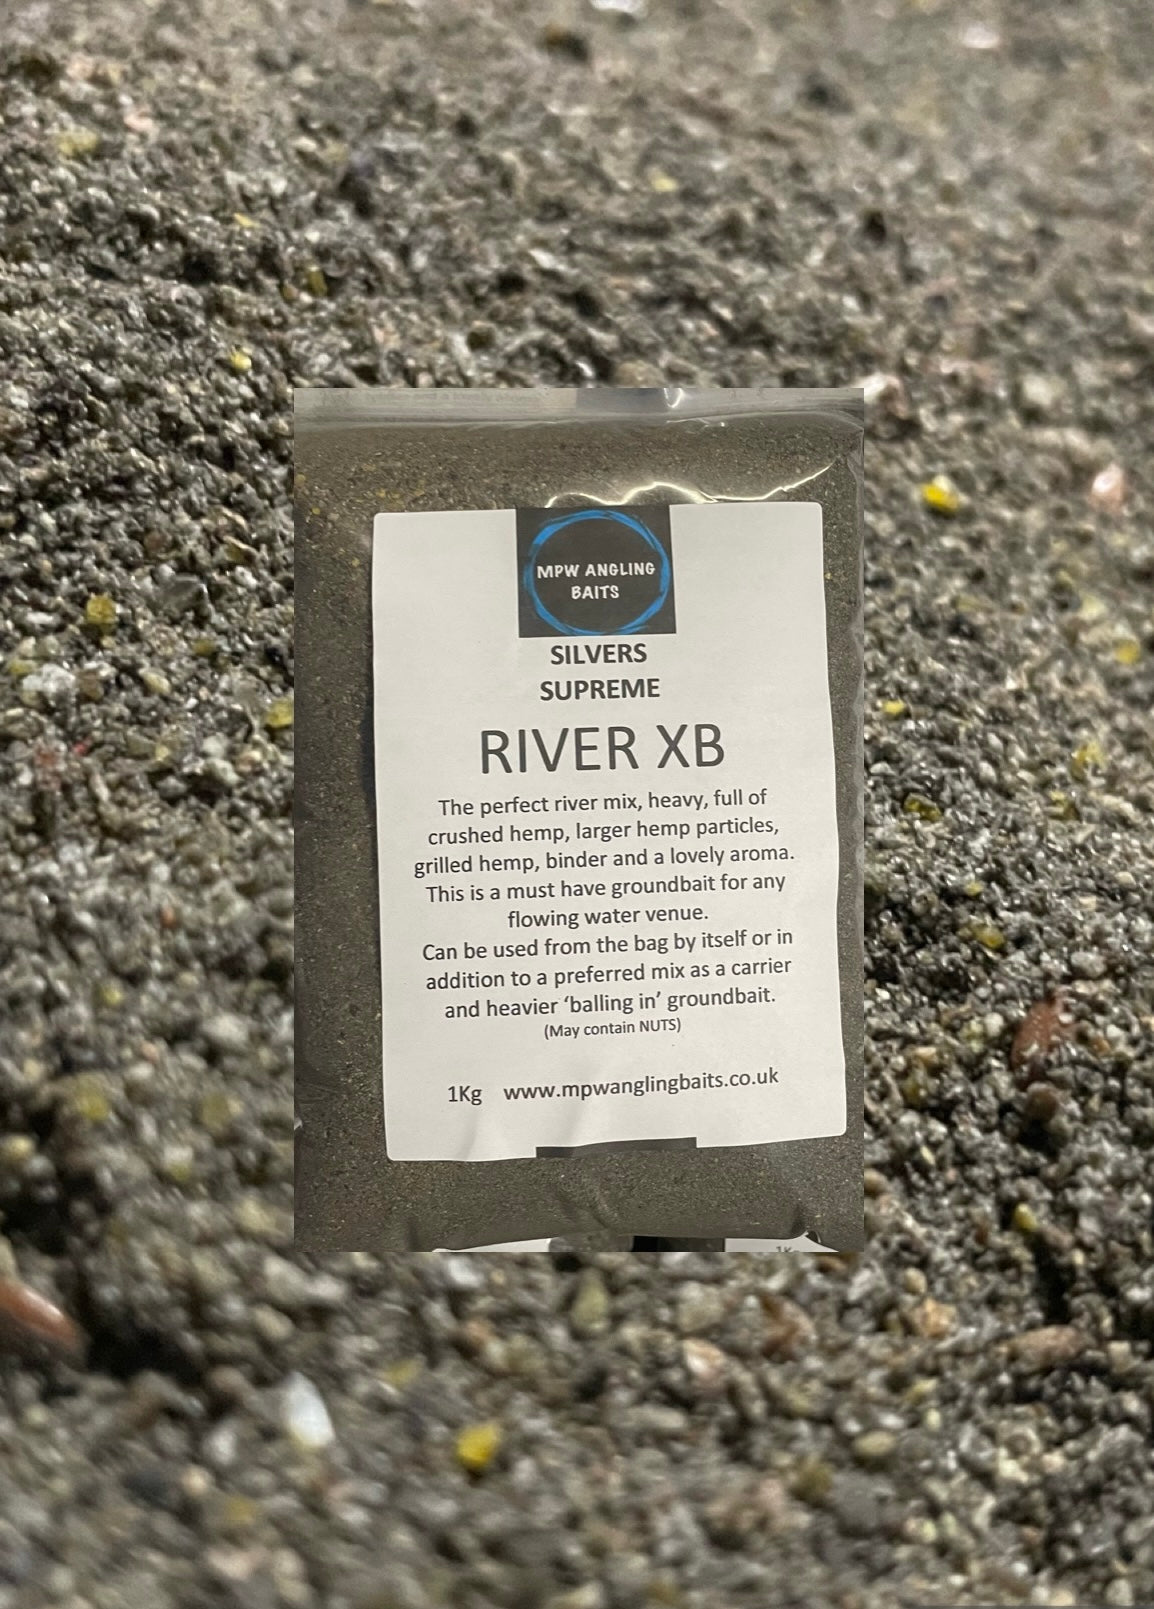 MPW ANGLING
BAITS
SILVERS
SUPREME
RIVER XB
The perfect river mix, heavy, full of
crushed hemp, larger hemp particles,
grilled hemp, binder and a lovely aroma.
This is a must have groundbait for any
flowing water venue.
Can be used from the bag by itself or in
addition to a preferred mix as a carrier
and heavier ‘balling in’ groundbait.
(May contain NUTS)
1Kg www.mpwanglingbaits.co.uk